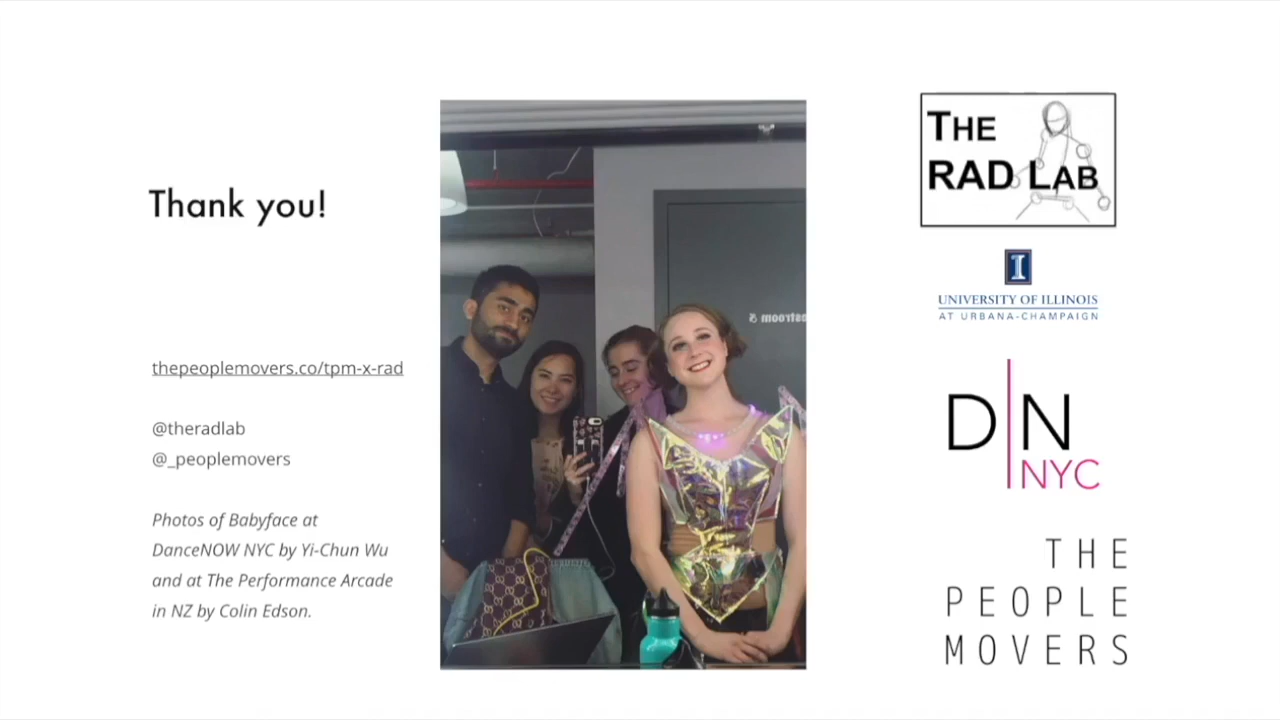 Thank you!
thepeoplemovers.co/tpm-x-rad
@theradlab
@_peoplemovers
Photos of Babyface at
DanceNOW NYC by Yi-Chun Wu
and at The Performance Arcade
in NZ by Colin Edson.
estroom &
THE
RAD LAB
I
UNIVERSITY OF ILLINOIS
AT URBANA-CHAMPAIGN
D|N
NYC
THE
PEOPLE
MOVERS